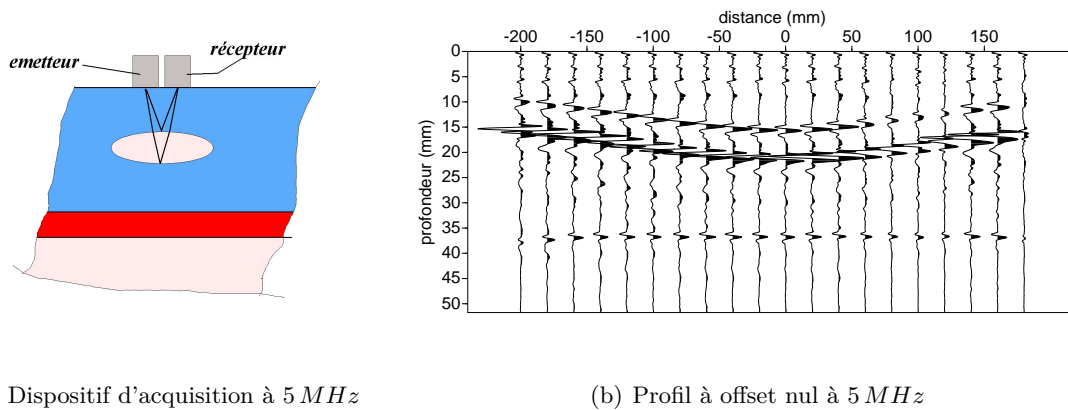 emetteur
récepteur
distance (mm)
-200 -150 -100 -50 0 50 100 150
profondeur (mm)
0
5
10
15
20
25
30
35
40
45
50
Dispositif d'acquisition à 5 MHz
(b) Profil à offset nul à 5 MHz